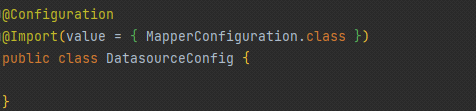 @Configuration
@Import(value = { MapperConfiguration.class })
public class DatasourceConfig {
}